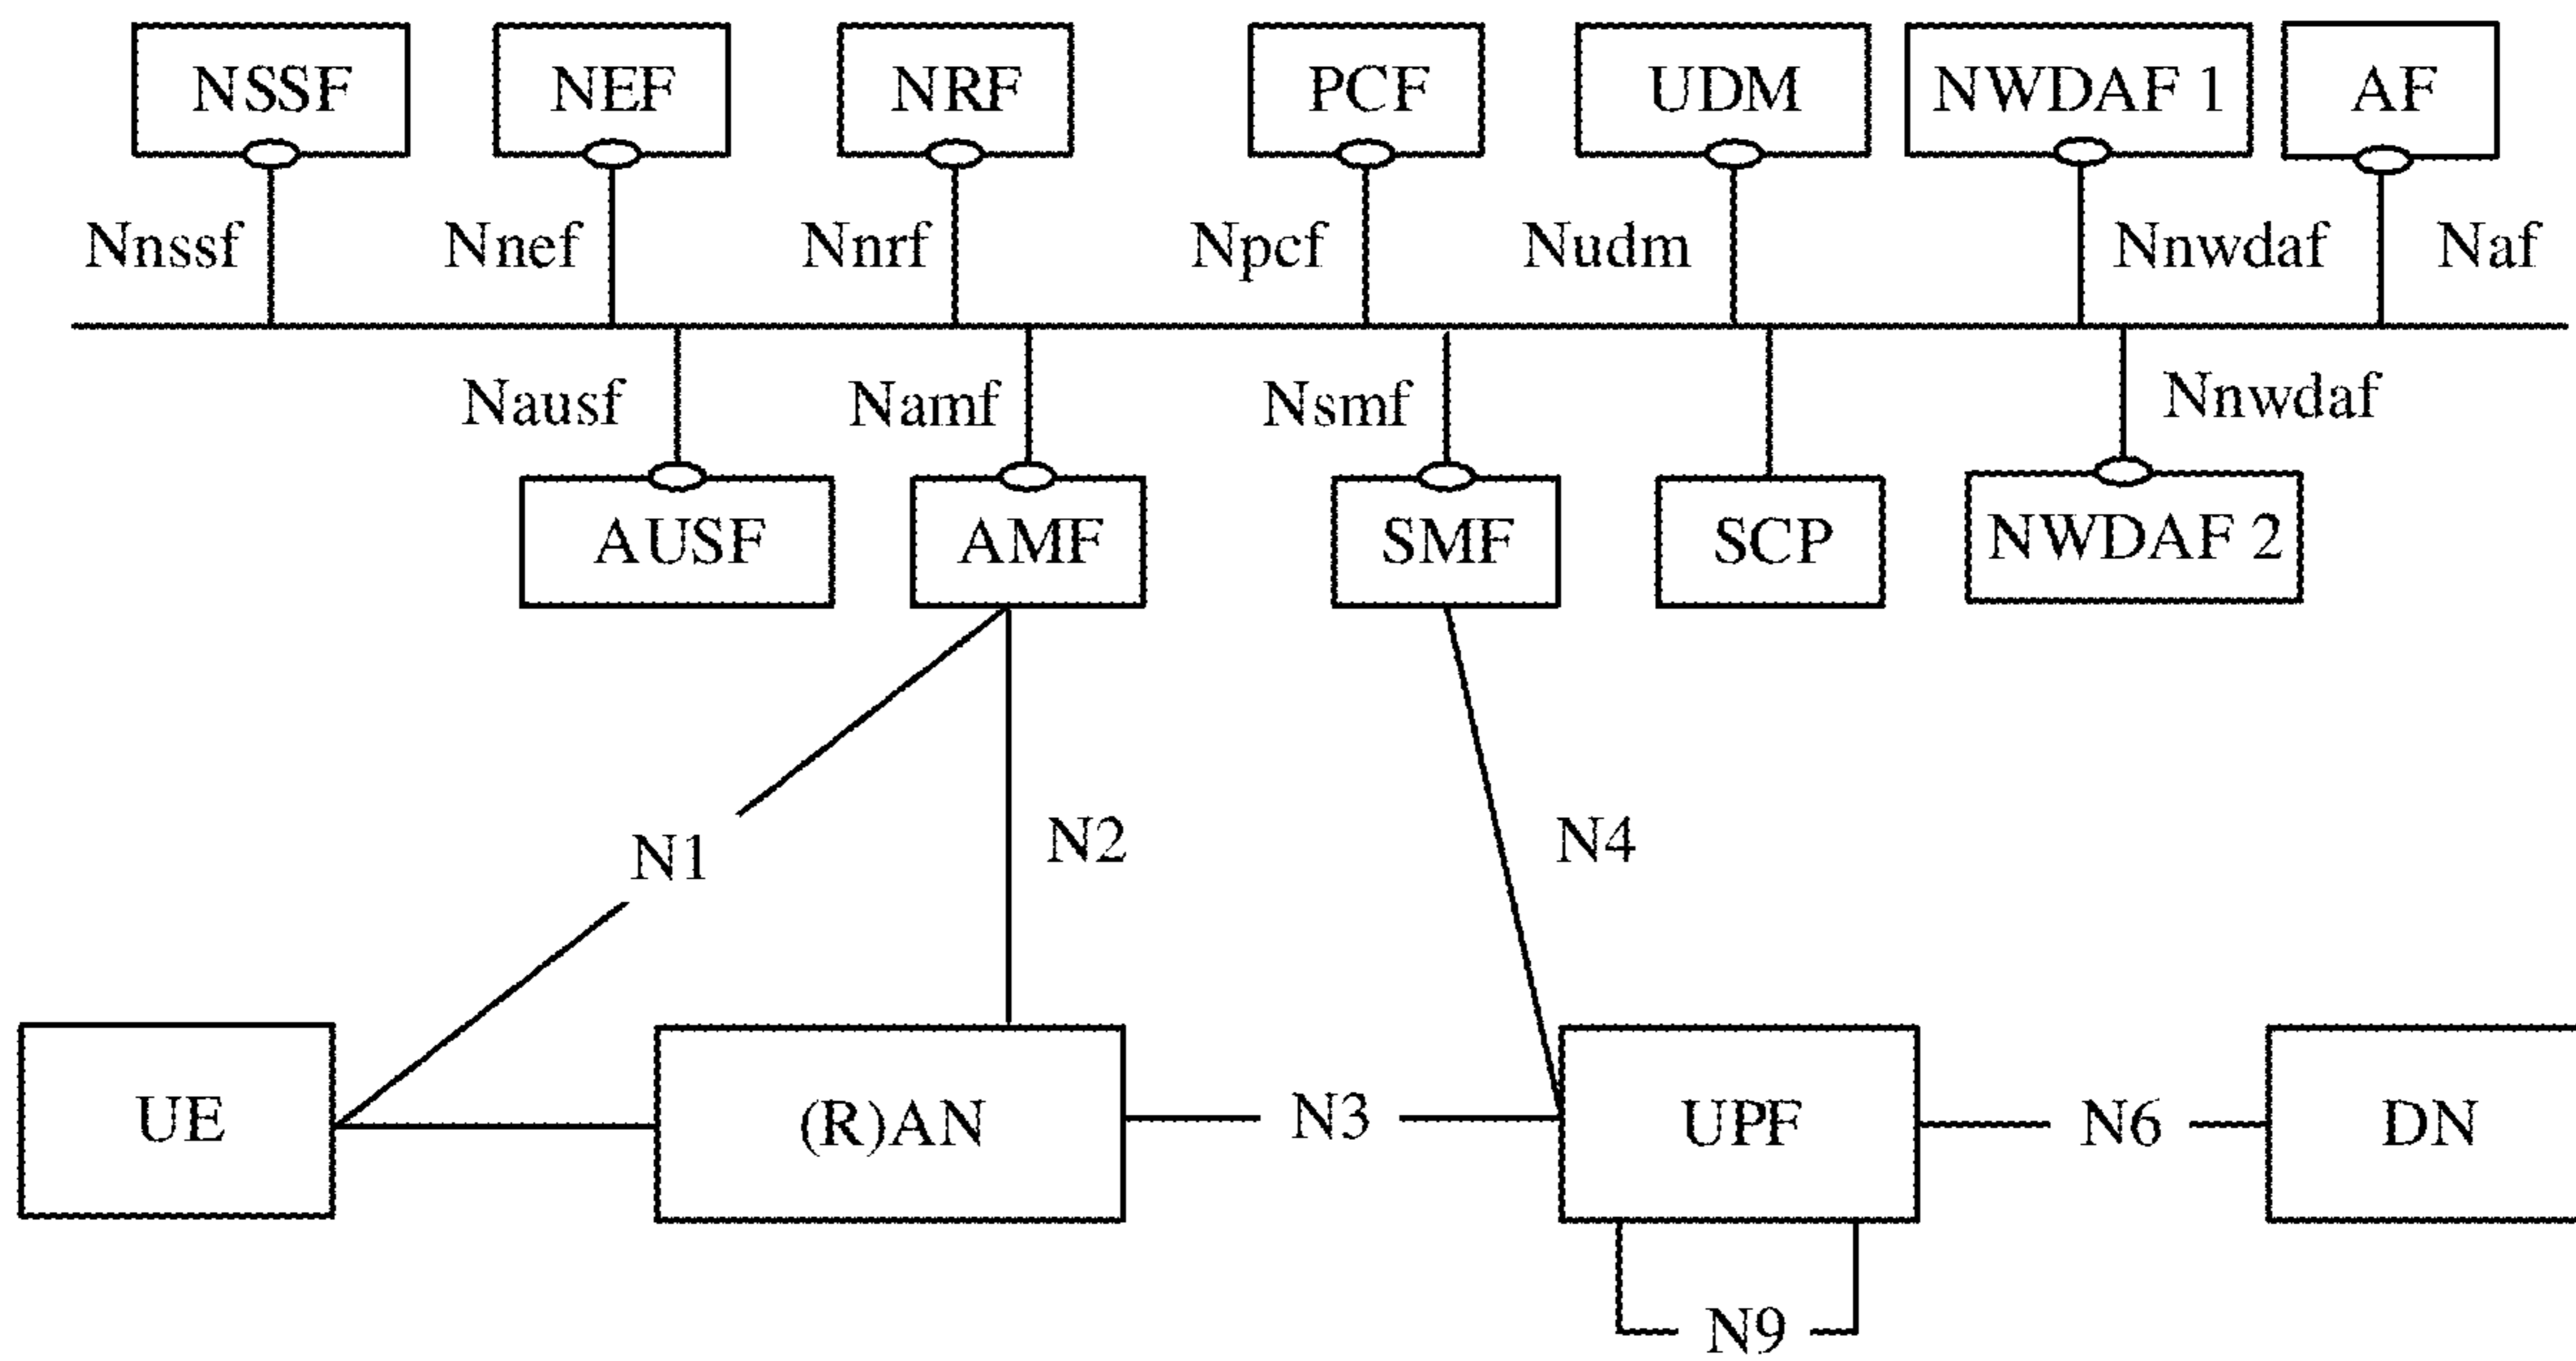 NSSF NEF NRF PCF UDM NWDAF 1 AF
Nnssf Nnef Nnrf Npcf Nudm Nnwdaf Naf
Nausf Namf Nsmf Nnwdaf
AUSF AMF SMF SCP NWDAF 2
N1 N2 N4
UE (R)AN N3 UPF N6 DN
N9